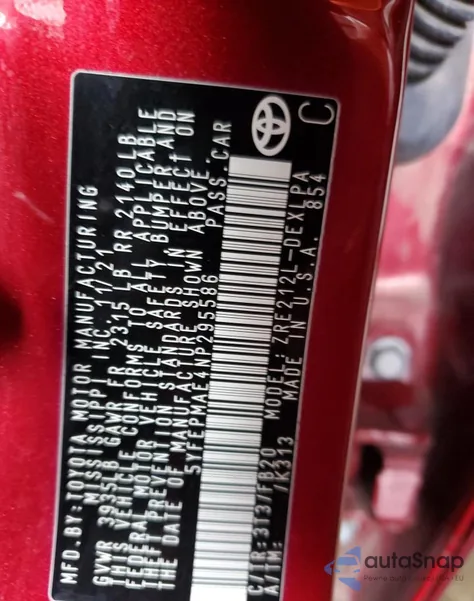 MFD.BY:TOYOTA MOTOR MANUFACTURING
MISSISSIPPI INC. 11/21
GVWR 3935LB GAWR FR 2315 LB RR 2140LB
THIS VEHICLE CONFORMS TO ALL APPLICABLE
FEDERAL MOTOR VEHICLE SAFETY, BUMPER AND
THEFT PREVENTION STANDARDS IN EFFECT ON
THE DATE OF MANUFACTURE SHOWN ABOVE.
5YFEPMAE4NP295586 PASS. CAR
C/TR:3T3/FB20
A/TM: /K313
MODEL: ZRE212L-DEXLPA
MADE IN U.S.A. 854
C
autoSnap